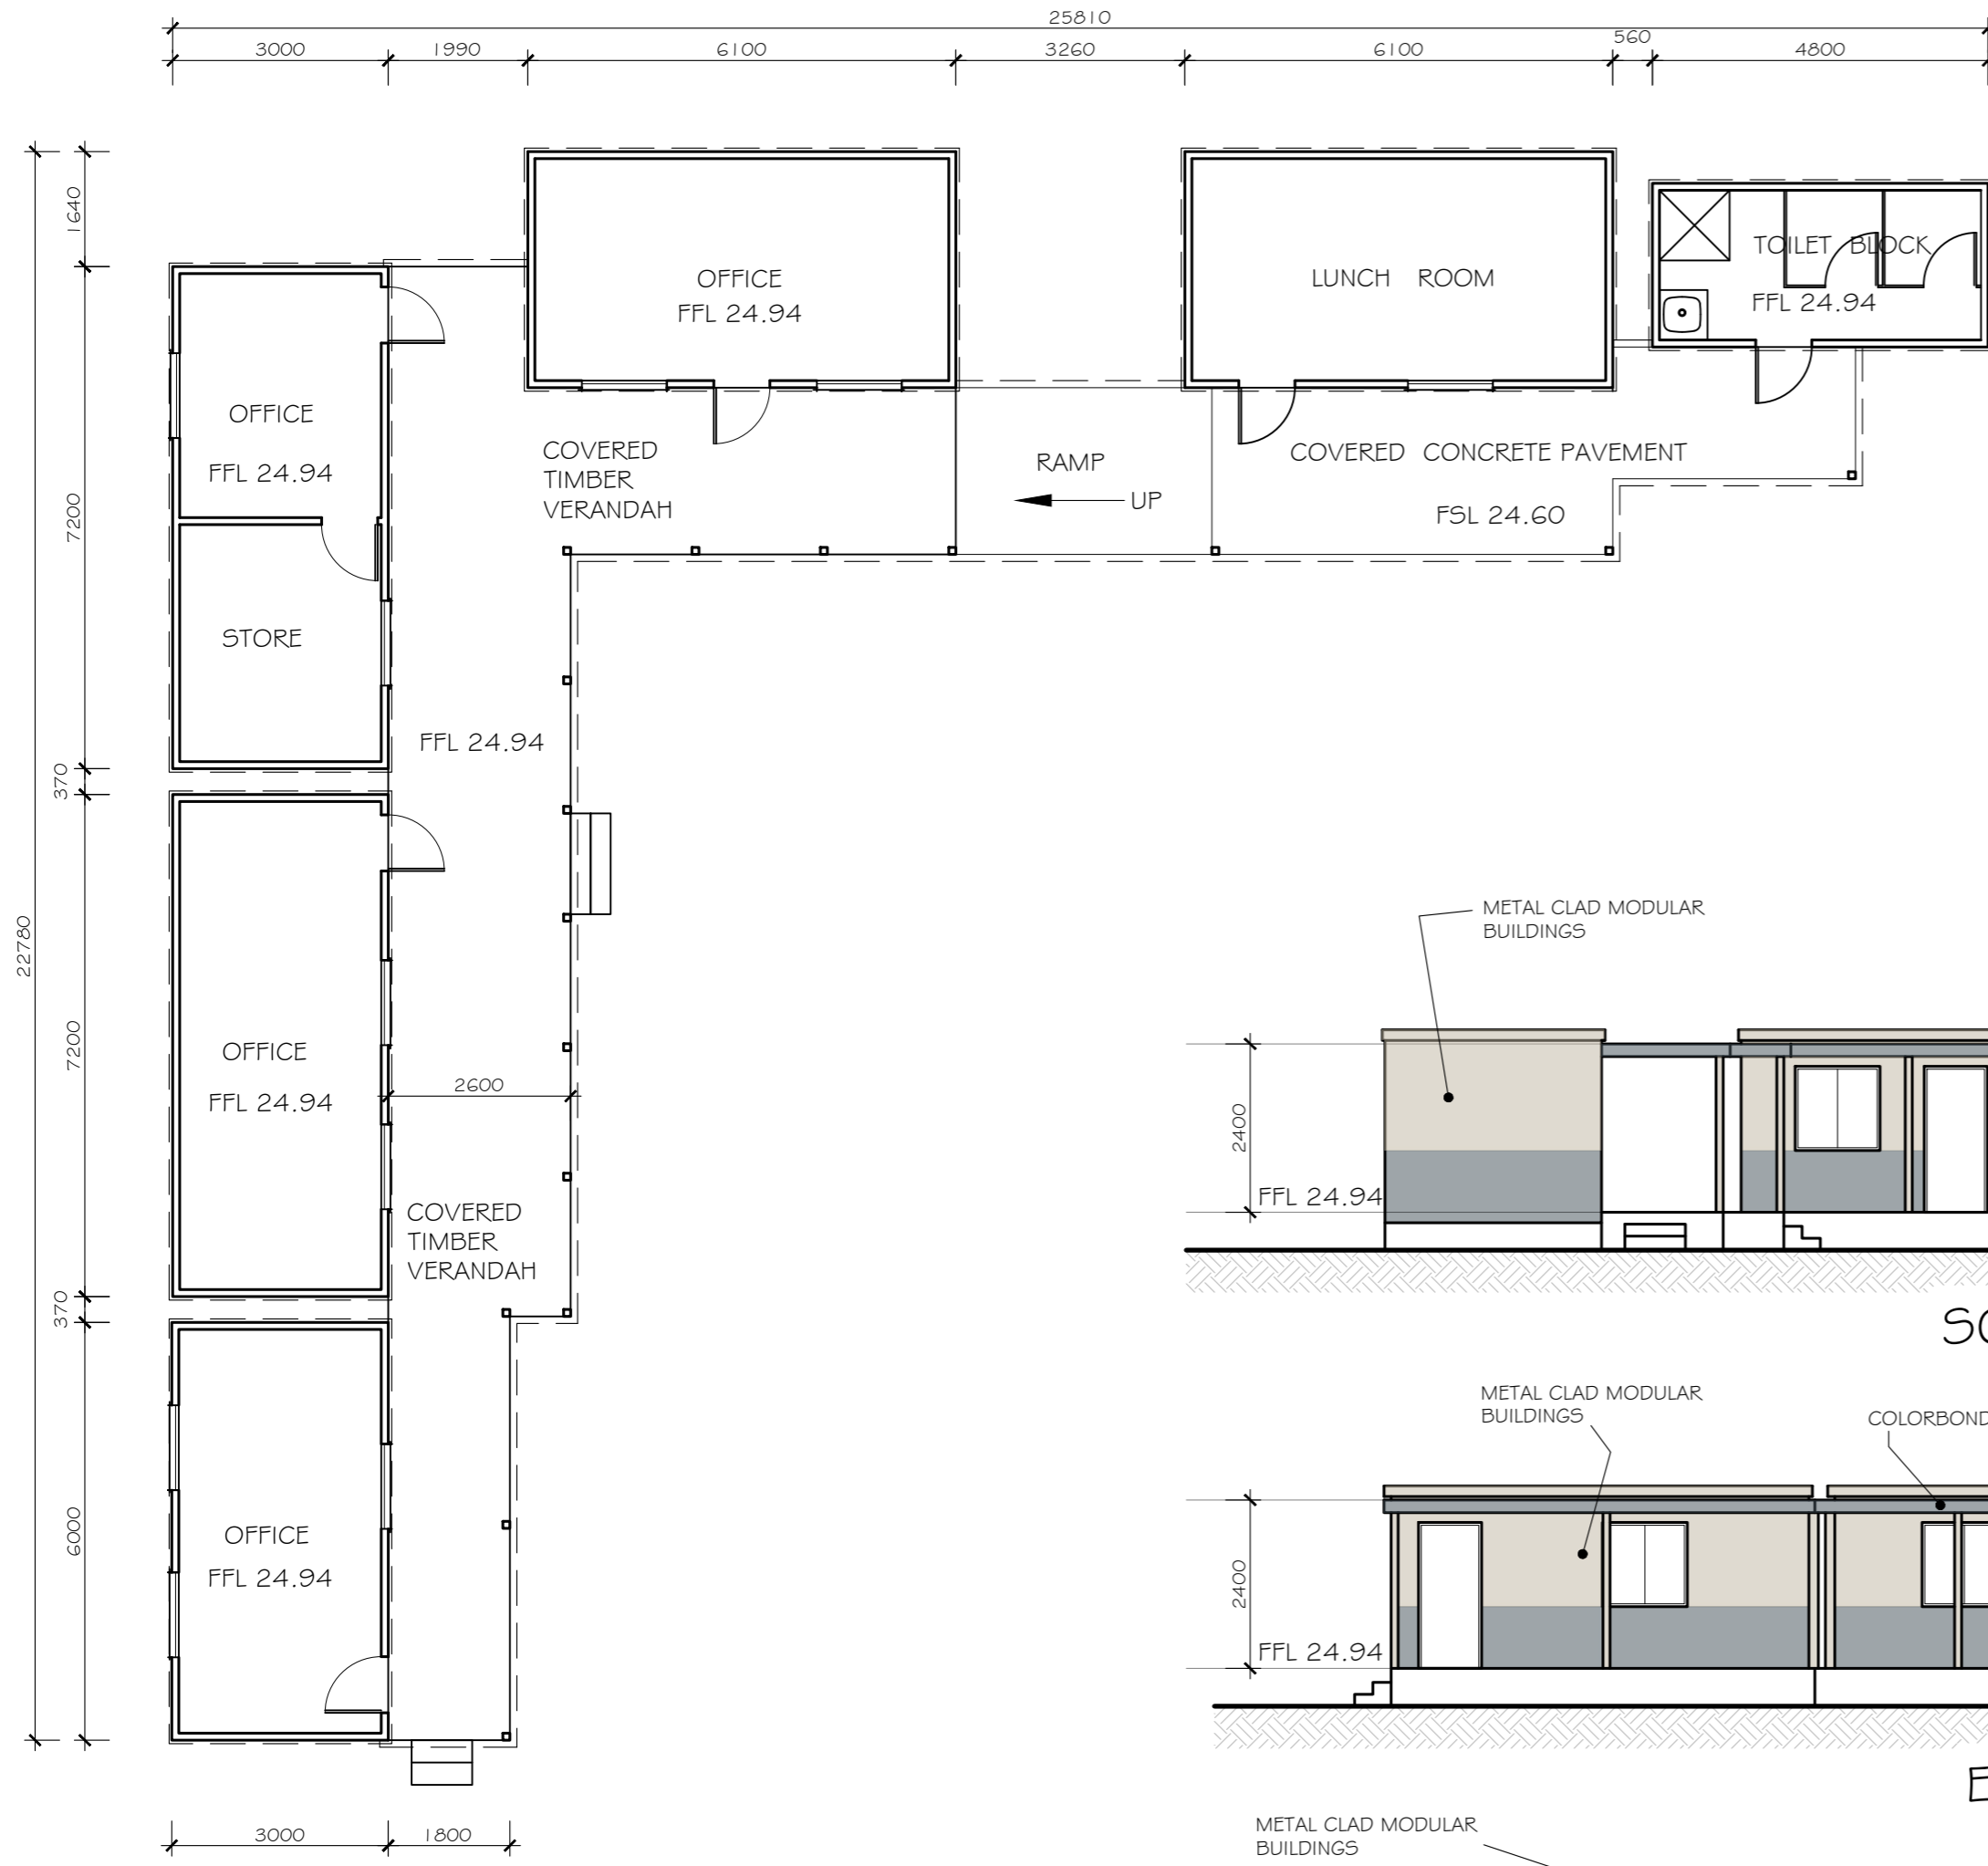 25810
3000 1990 6100 3260 6100 560 4800
1640
7200
370
7200
370
6000
22780
OFFICE
FFL 24.94
LUNCH ROOM
TOILET BLOCK
FFL 24.94
OFFICE
FFL 24.94
COVERED
TIMBER
VERANDAH
RAMP
UP
COVERED CONCRETE PAVEMENT
FSL 24.60
STORE
FFL 24.94
OFFICE
FFL 24.94
2600
COVERED
TIMBER
VERANDAH
OFFICE
FFL 24.94
3000 1800
METAL CLAD MODULAR
BUILDINGS
2400
FFL 24.94
SO
METAL CLAD MODULAR
BUILDINGS
COLORBOND
2400
FFL 24.94
METAL CLAD MODULAR
BUILDINGS